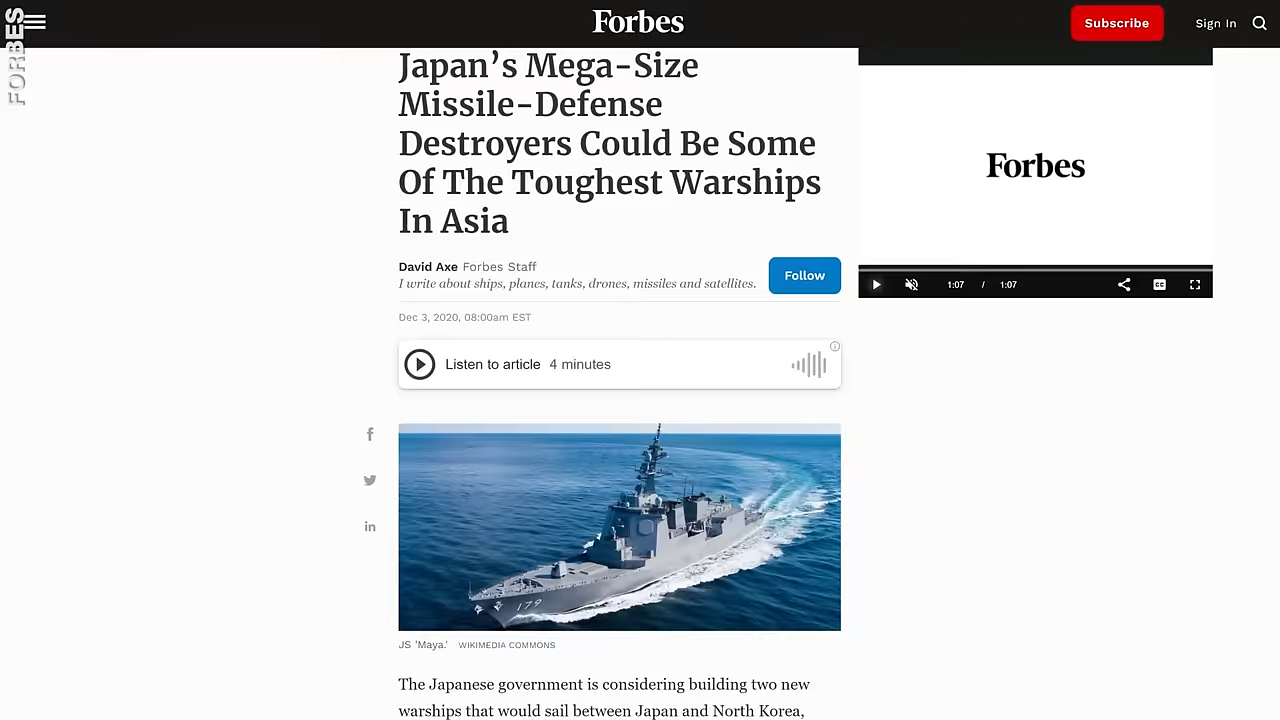 FORBES
Forbes
Subscribe
Sign In
Japan’s Mega-Size
Missile-Defense
Destroyers Could Be Some
Of The Toughest Warships
In Asia
David Axe Forbes Staff
I write about ships, planes, tanks, drones, missiles and satellites.
Follow
Dec 3, 2020, 08:00am EST
Listen to article 4 minutes
Forbes
1:07 / 1:07
CC
f
in
179
JS 'Maya.' WIKIMEDIA COMMONS
The Japanese government is considering building two new
warships that would sail between Japan and North Korea,